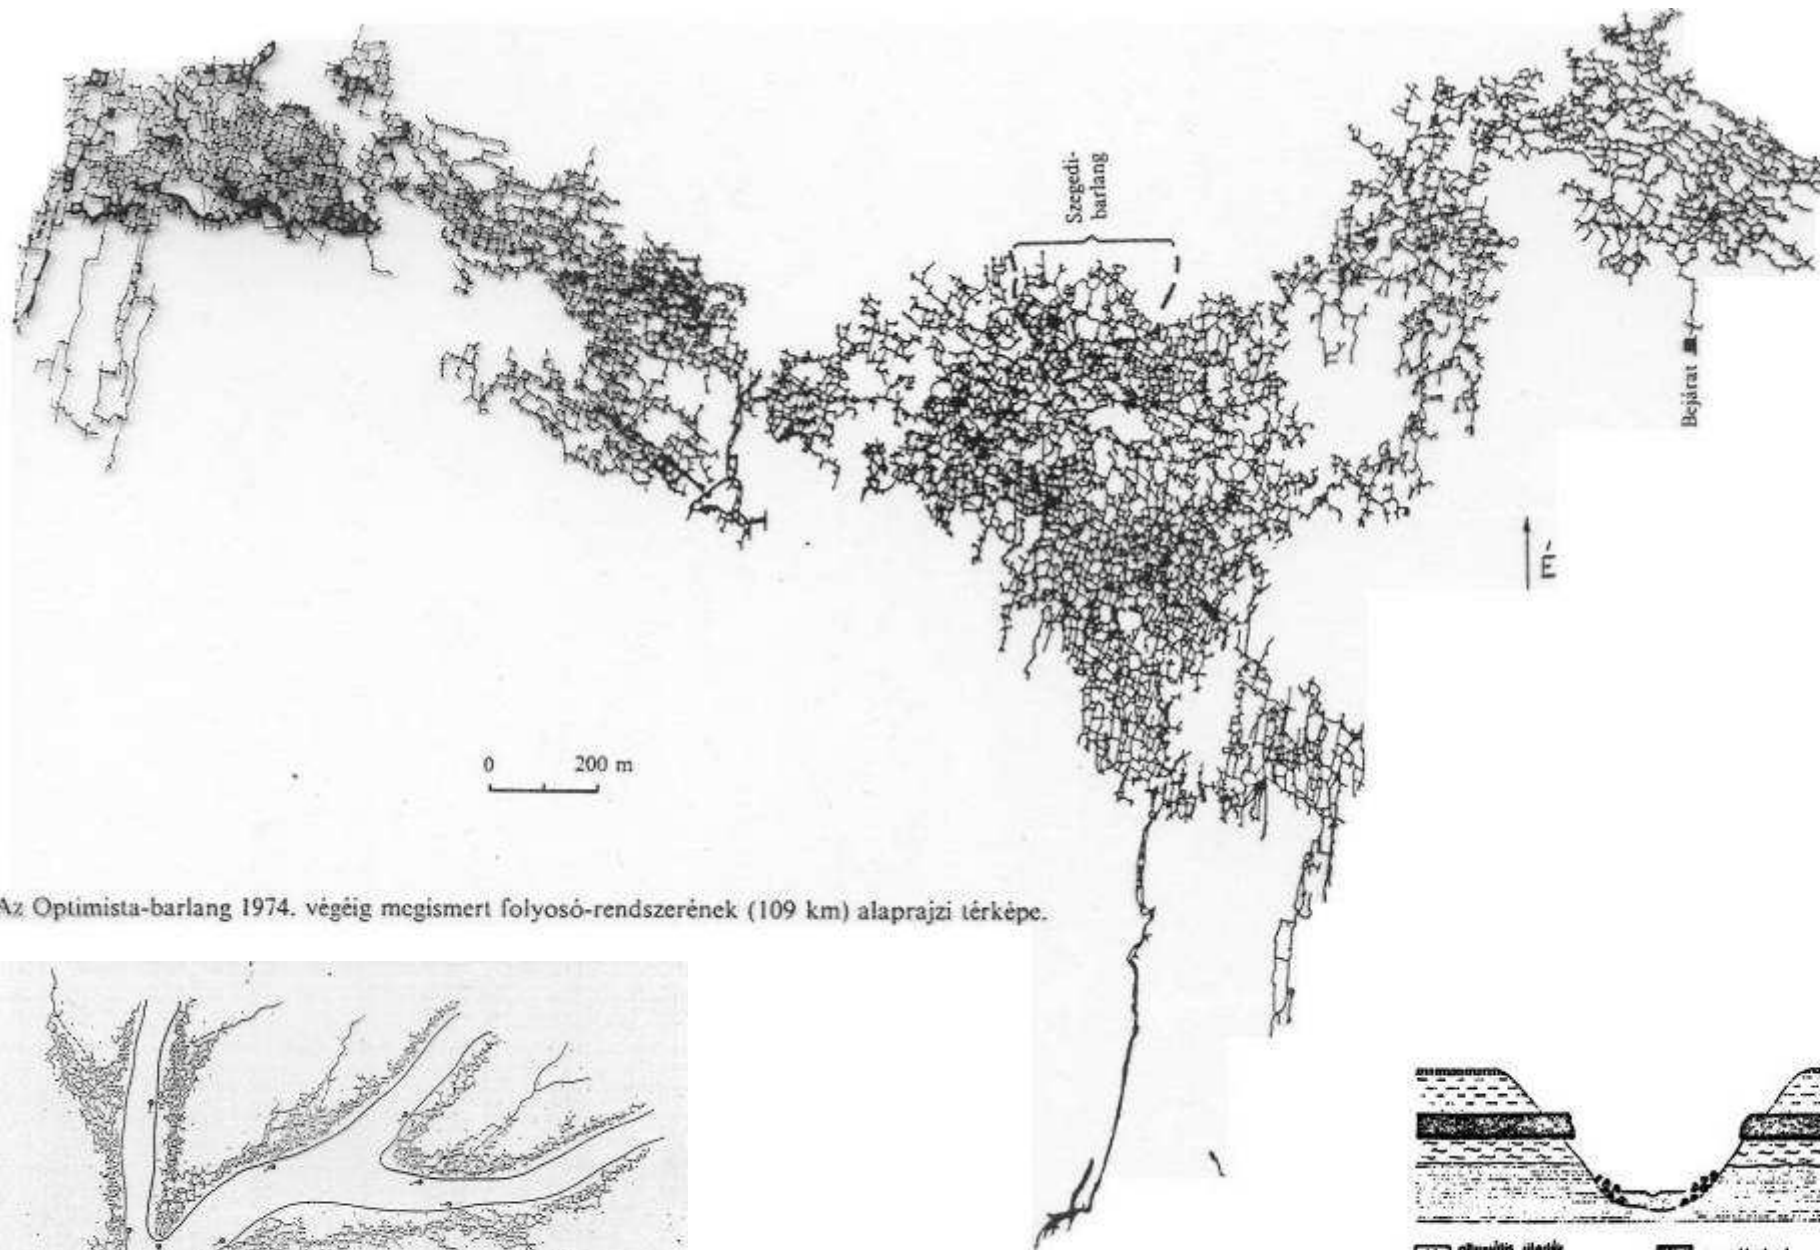 Szegedi-
barlang
Bejárat
É
0 200 m
Az Optimista-barlang 1974. végéig megismert folyosó-rendszerének (109 km) alaprajzi térképe.